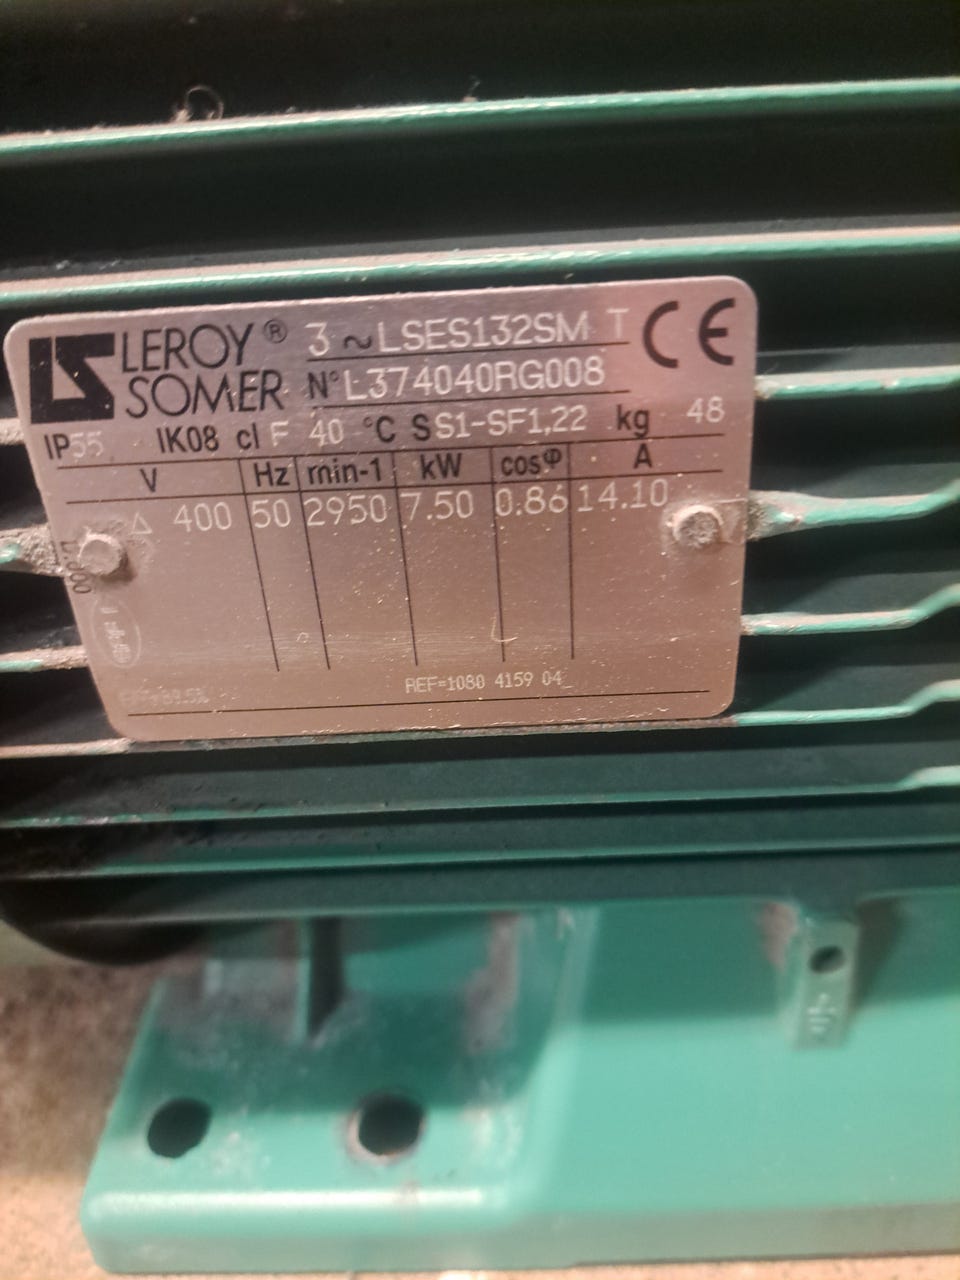 LEROY® SOMER
3 ~ LSES132SM T CE
N° L374040RG008
IP55 IK08 cl F 40 °C S S1-SF1,22 kg 48
V Hz min-1 kW cosφ A
Δ 400 50 2950 7.50 0.86 14.10
REF=1080 4159 04